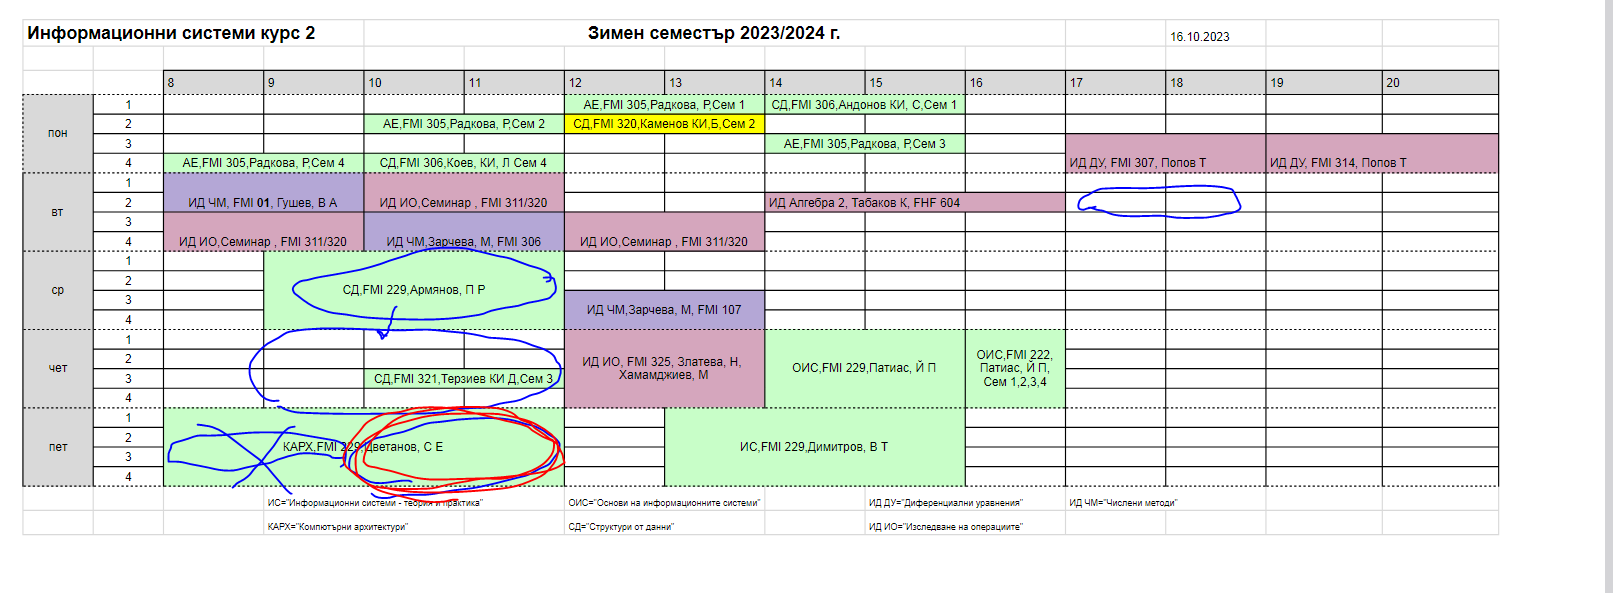 Информационни системи курс 2 Зимен семестър 2023/2024 г. 16.10.2023
8 9 10 11 12 13 14 15 16 17 18 19 20
пон
1 АЕ,FMI 305,Радкова, Р,Сем 1 СД,FMI 306,Андонов КИ, С,Сем 1
2 АЕ,FMI 305,Радкова, Р,Сем 2 СД,FMI 320,Каменов КИ,Б,Сем 2
3 АЕ,FMI 305,Радкова, Р,Сем 3
4 АЕ,FMI 305,Радкова, Р,Сем 4 СД,FMI 306,Коев, КИ, Л Сем 4 ИД ДУ, FMI 307, Попов Т ИД ДУ, FMI 314, Попов Т
вт
1
2 ИД ЧМ, FMI 01, Гушев, В А ИД ИО,Семинар , FMI 311/320 ИД Алгебра 2, Табаков К, FHF 604
3
4 ИД ИО,Семинар , FMI 311/320 ИД ЧМ,Зарчева, М, FMI 306 ИД ИО,Семинар , FMI 311/320
ср
1
2
СД,FMI 229,Армянов, П Р
3
4
ИД ЧМ,Зарчева, М, FMI 107
чет
1
2
3 СД,FMI 321,Терзиев КИ Д,Сем 3
4
ИД ИО, FMI 325, Златева, Н,
Хамамджиев, М
ОИС,FMI 229,Патиас, Й П
ОИС,FMI 222,
Патиас, Й П,
Сем 1,2,3,4
пет
1
2
3
4
КАРХ,FMI 229,Цветанов, С Е
ИС,FMI 229,Димитров, В Т
ИС="Информационни системи - теория и практика" ОИС="Основи на информационните системи" ИД ДУ="Диференциални уравнения" ИД ЧМ="Числени методи"
КАРХ="Компютърни архитектури" СД="Структури от данни" ИД ИО="Изследване на операциите"